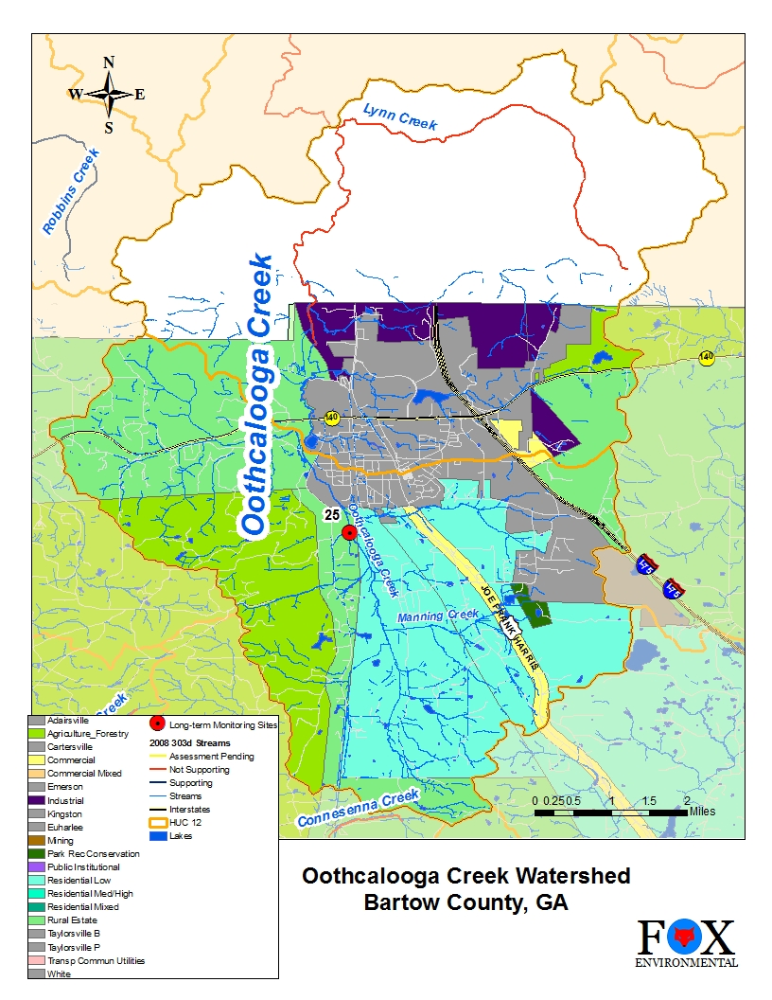 N
W E
S
Lynn Creek
Robbins Creek
Oothcalooga Creek
140
140
25
Oothcalooga Creek
I-75
I-75
JOE FRANK HARRIS
Manning Creek
Creek
Connesenna Creek
Adairsville
Agriculture_Forestry
Cartersville
Commercial
Commercial Mixed
Emerson
Industrial
Kingston
Euharlee
Mining
Park Rec Conservation
Public Institutional
Residential Low
Residential Med/High
Residential Mixed
Rural Estate
Taylorsville B
Taylorsville P
Transp Commun Utilities
White
Long-term Monitoring Sites
2008 303d Streams
Assessment Pending
Not Supporting
Supporting
Streams
Interstates
HUC 12
Lakes
0 0.25 0.5 1 1.5 2
Miles
Oothcalooga Creek Watershed
Bartow County, GA
FOX
ENVIRONMENTAL